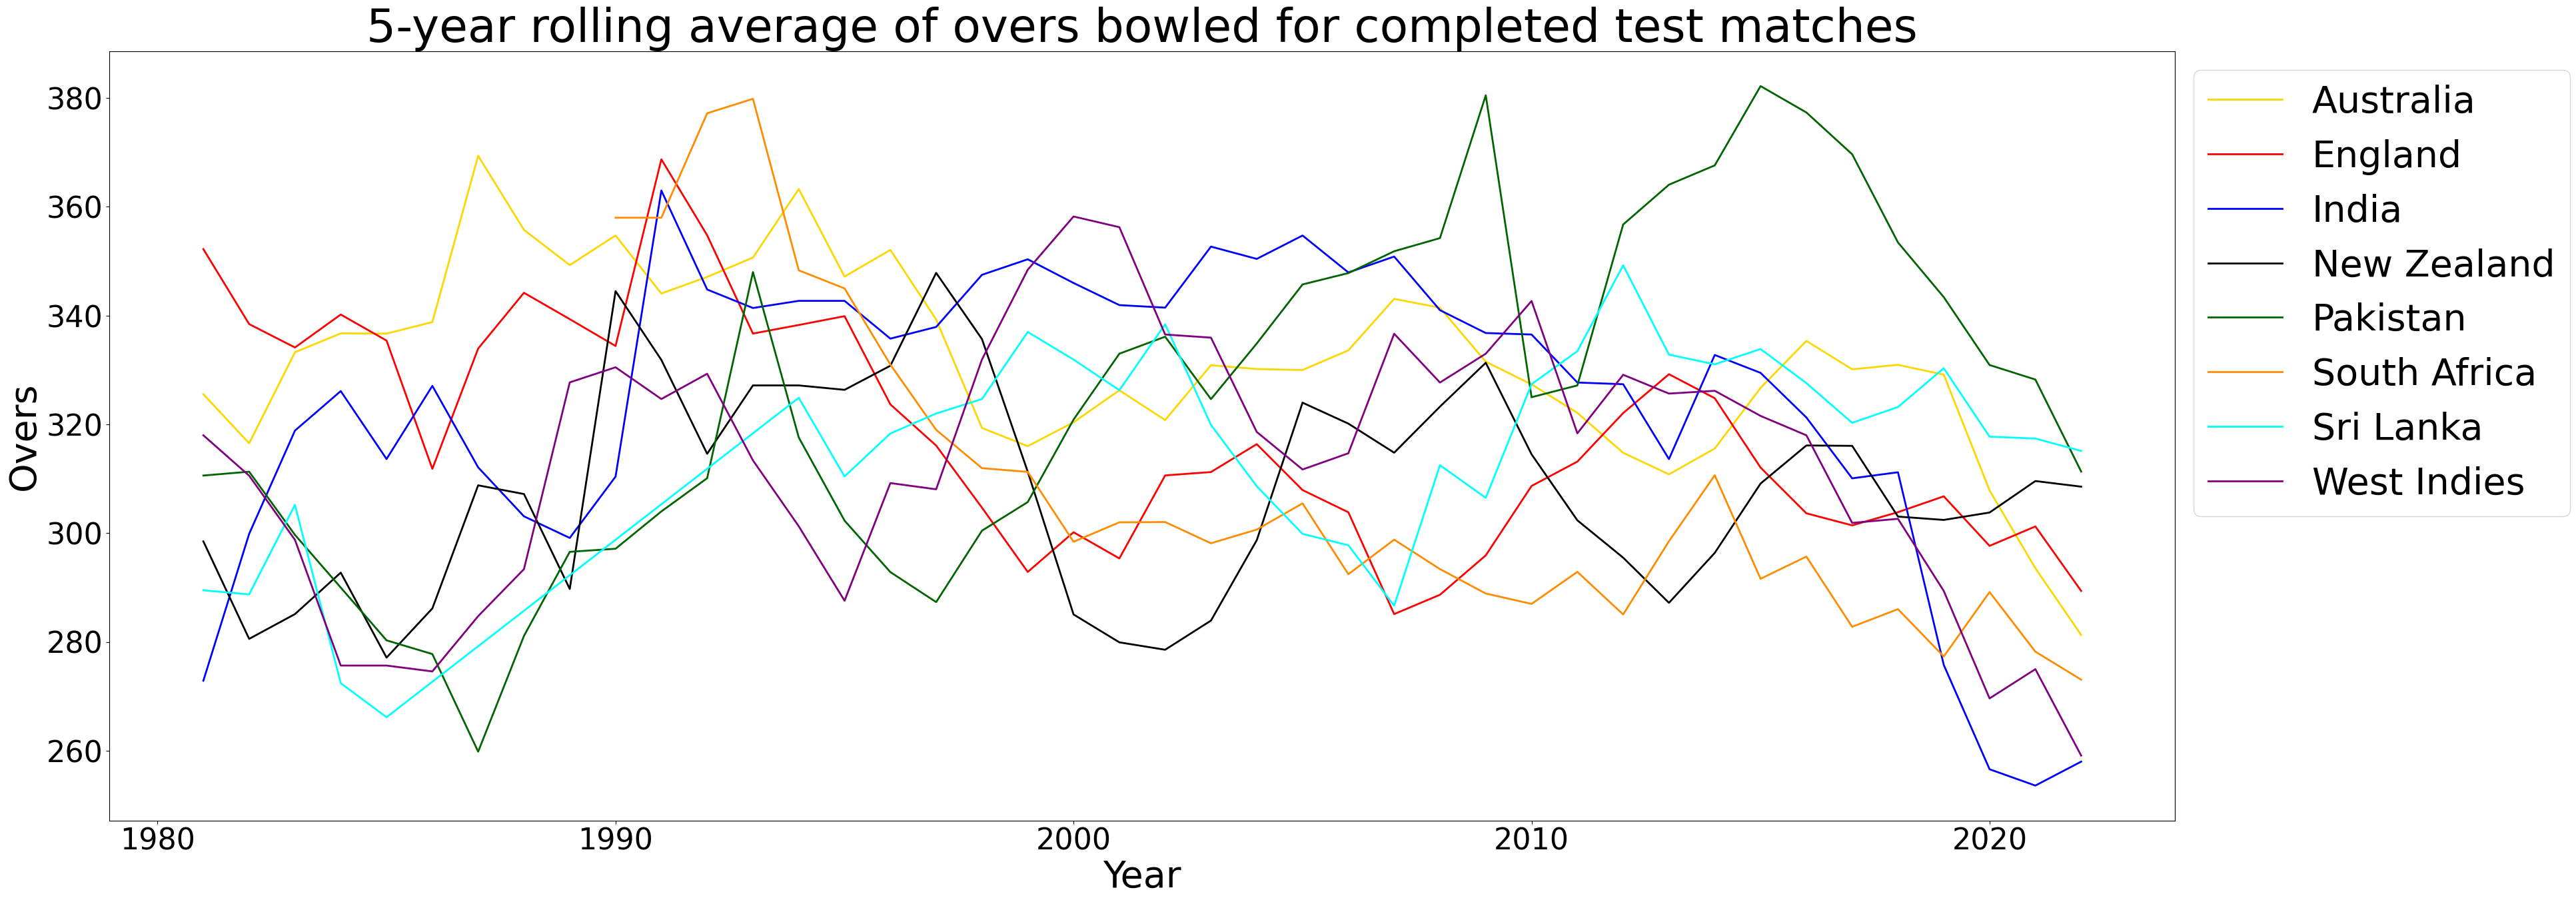 5-year rolling average of overs bowled for completed test matches
380
360
340
320
300
280
260
Overs
1980
1990
2000
2010
2020
Year
Australia
England
India
New Zealand
Pakistan
South Africa
Sri Lanka
West Indies